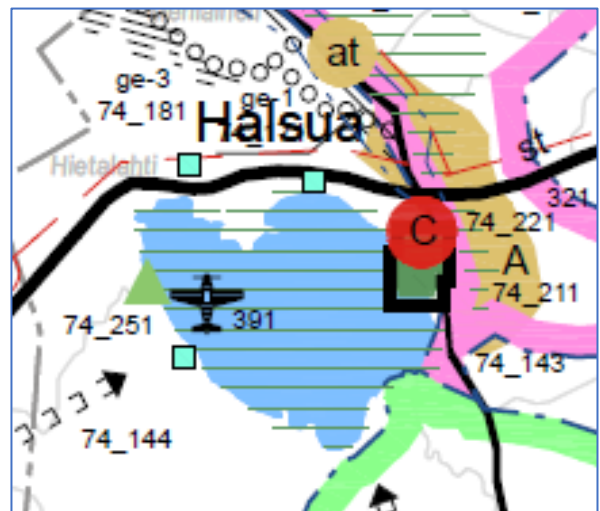 at
ge-3
ge-1
74_181
Halsua
st
Hietalahti
321
C
74_221
A
74_211
391
74_251
74_143
74_144